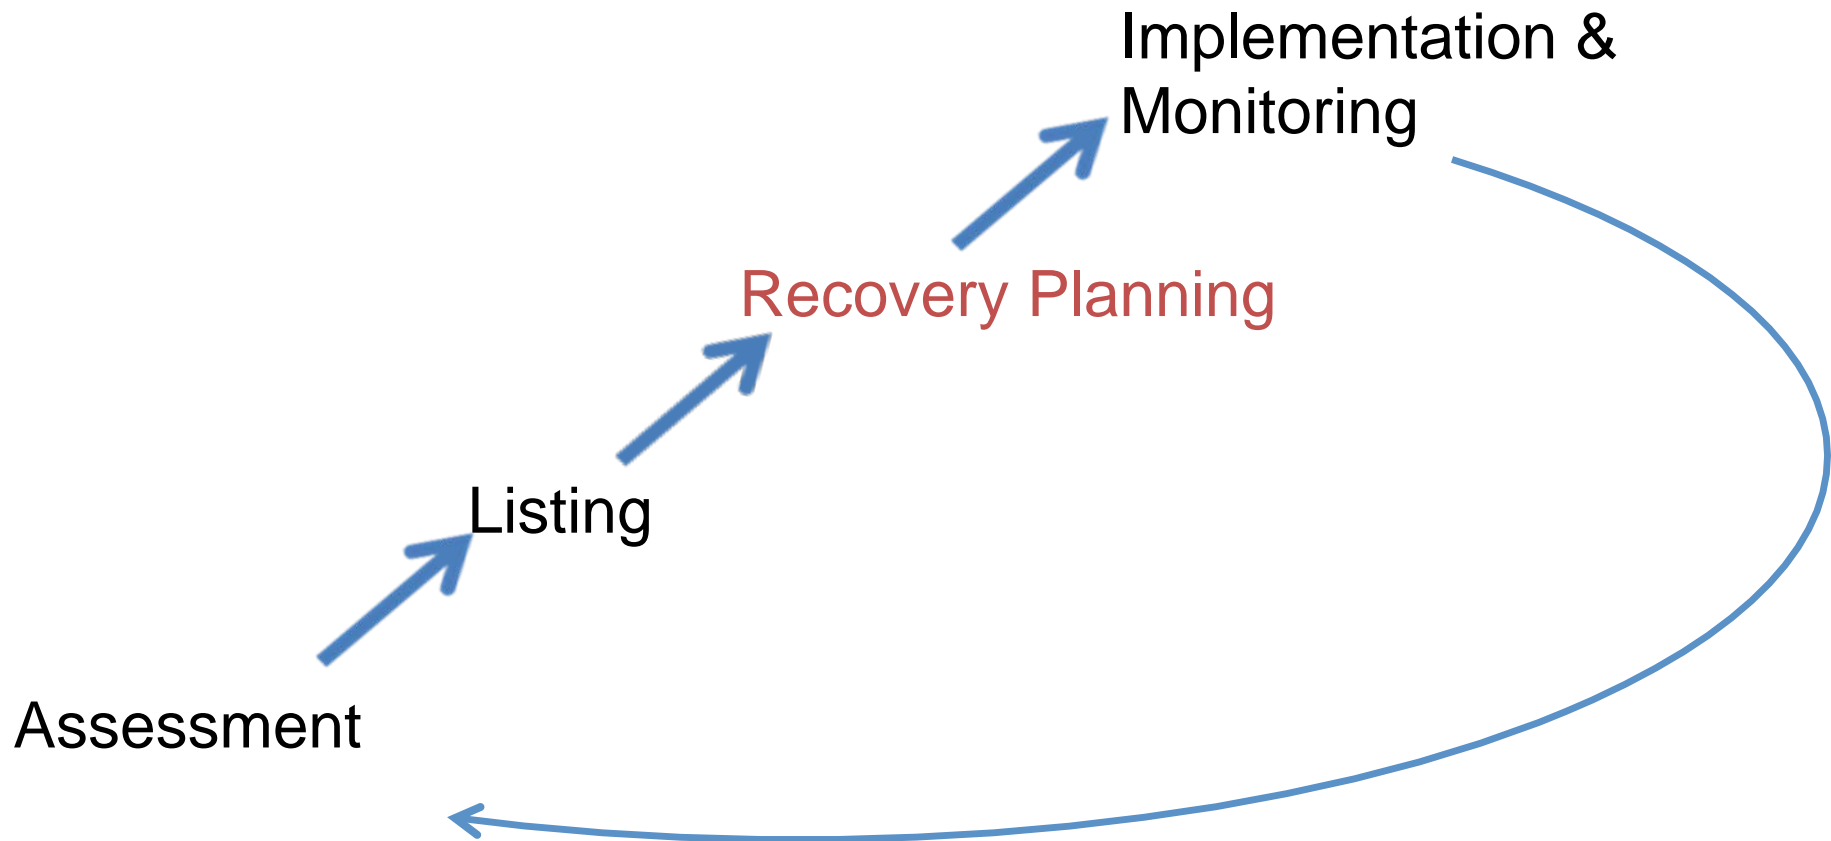 Implementation &
Monitoring
Recovery Planning
Listing
Assessment